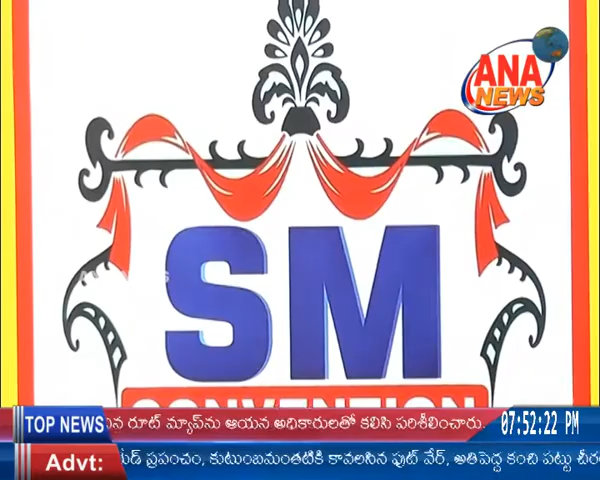 ANA
NEWS
SM
CONVENTION
TOP NEWS
రూట్ మ్యాప్‌ను ఆయన అధికారులతో కలిసి పరిశీలించారు.
07:52:22 PM
Advt:
ప్రపంచం, కుటుంబమంతటికి కావలసిన ఫుట్ వేర్, అతిపెద్ద కంచి పట్టు